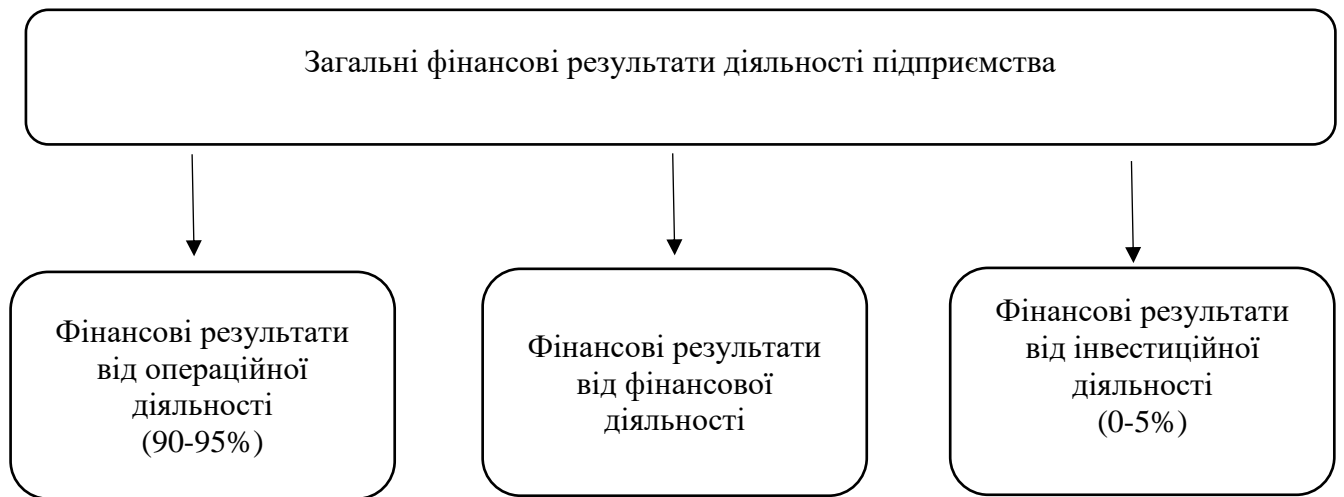 Загальні фінансові результати діяльності підприємства
Фінансові результати
від операційної
діяльності
(90-95%)
Фінансові результати
від фінансової
діяльності
Фінансові результати
від інвестиційної
діяльності
(0-5%)